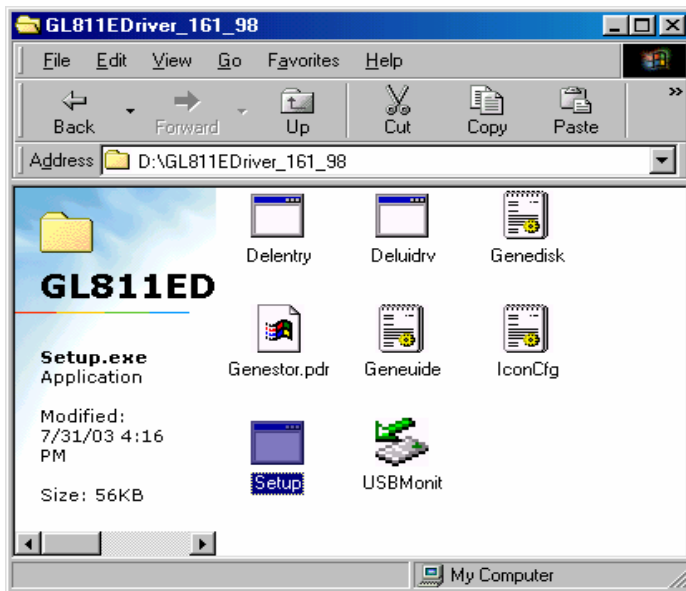 GL811EDriver_161_98
File Edit View Go Favorites Help
Back Forward Up Cut Copy Paste »
Address D:\GL811EDriver_161_98
GL811ED
Setup.exe
Application
Modified:
7/31/03 4:16
PM
Size: 56KB
Delentry Deluidrv Genedisk
Genestor.pdr Geneuide IconCfg
Setup USBMonit
My Computer